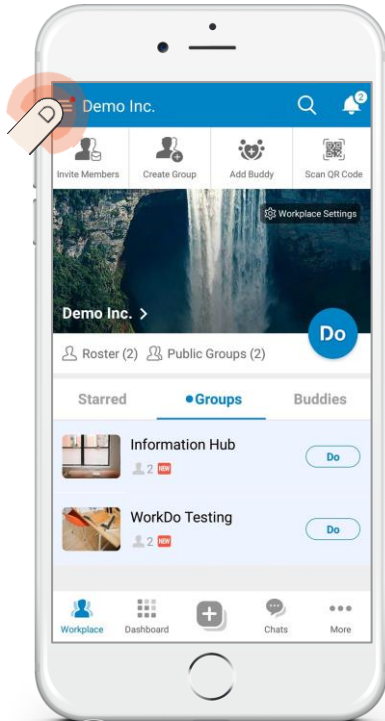 Demo Inc.
2
Invite Members
Create Group
Add Buddy
Scan QR Code
Workplace Settings
Demo Inc. >
Do
Roster (2)
Public Groups (2)
Starred
Groups
Buddies
Information Hub
2 NEW
Do
WorkDo Testing
2 NEW
Do
Workplace
Dashboard
Chats
More